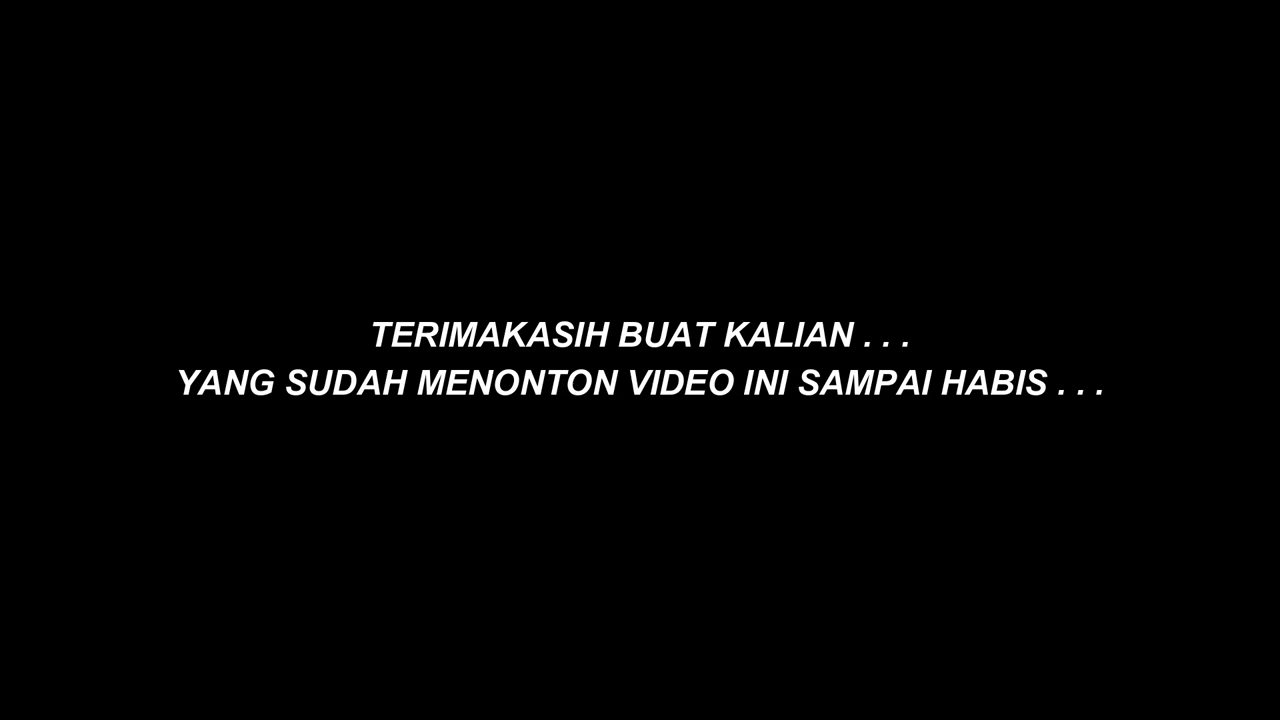 TERIMAKASIH BUAT KALIAN . . .
YANG SUDAH MENONTON VIDEO INI SAMPAI HABIS . . .